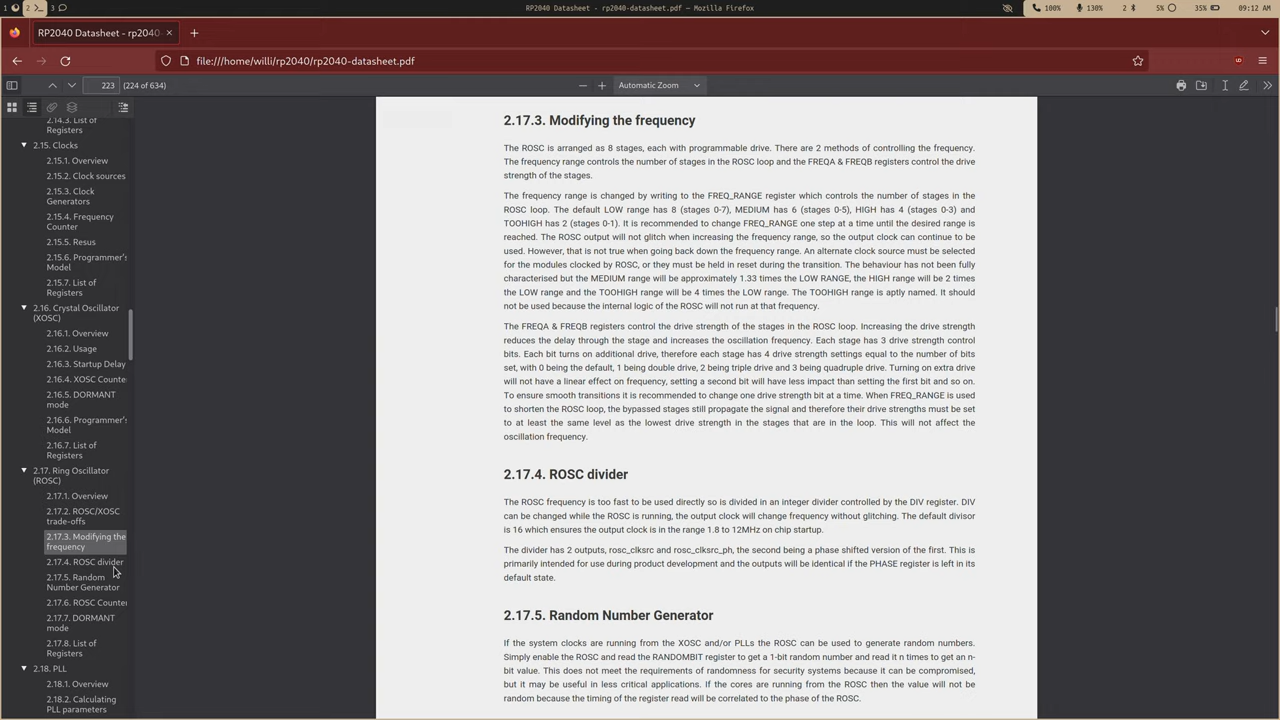 1
2
3
RP2040 Datasheet - rp2040-datasheet.pdf — Mozilla Firefox
100%
130%
2
5%
35%
09:12 AM
RP2040 Datasheet - rp2040-
file:///home/willi/rp2040/rp2040-datasheet.pdf
223
(224 of 634)
Automatic Zoom
2.14.3. List of
Registers
2.15. Clocks
2.15.1. Overview
2.15.2. Clock sources
2.15.3. Clock
Generators
2.15.4. Frequency
Counter
2.15.5. Resus
2.15.6. Programmer's
Model
2.15.7. List of
Registers
2.16. Crystal Oscillator
(XOSC)
2.16.1. Overview
2.16.2. Usage
2.16.3. Startup Delay
2.16.4. XOSC Counte
2.16.5. DORMANT
mode
2.16.6. Programmer's
Model
2.16.7. List of
Registers
2.17. Ring Oscillator
(ROSC)
2.17.1. Overview
2.17.2. ROSC/XOSC
trade-offs
2.17.3. Modifying the
frequency
2.17.4. ROSC divider
2.17.5. Random
Number Generator
2.17.6. ROSC Counter
2.17.7. DORMANT
mode
2.17.8. List of
Registers
2.18. PLL
2.18.1. Overview
2.18.2. Calculating
PLL parameters
2.17.3. Modifying the frequency
The ROSC is arranged as 8 stages, each with programmable drive. There are 2 methods of controlling the frequency.
The frequency range controls the number of stages in the ROSC loop and the FREQA & FREQB registers control the drive
strength of the stages.
The frequency range is changed by writing to the FREQ_RANGE register which controls the number of stages in the
ROSC loop. The default LOW range has 8 (stages 0-7), MEDIUM has 6 (stages 0-5), HIGH has 4 (stages 0-3) and
TOOHIGH has 2 (stages 0-1). It is recommended to change FREQ_RANGE one step at a time until the desired range is
reached. The ROSC output will not glitch when increasing the frequency range, so the output clock can continue to be
used. However, that is not true when going back down the frequency range. An alternate clock source must be selected
for the modules clocked by ROSC, or they must be held in reset during the transition. The behaviour has not been fully
characterised but the MEDIUM range will be approximately 1.33 times the LOW RANGE, the HIGH range will be 2 times
the LOW range and the TOOHIGH range will be 4 times the LOW range. The TOOHIGH range is aptly named. It should
not be used because the internal logic of the ROSC will not run at that frequency.
The FREQA & FREQB registers control the drive strength of the stages in the ROSC loop. Increasing the drive strength
reduces the delay through the stage and increases the oscillation frequency. Each stage has 3 drive strength control
bits. Each bit turns on additional drive, therefore each stage has 4 drive strength settings equal to the number of bits
set, with 0 being the default, 1 being double drive, 2 being triple drive and 3 being quadruple drive. Turning on extra drive
will not have a linear effect on frequency, setting a second bit will have less impact than setting the first bit and so on.
To ensure smooth transitions it is recommended to change one drive strength bit at a time. When FREQ_RANGE is used
to shorten the ROSC loop, the bypassed stages still propagate the signal and therefore their drive strengths must be set
to at least the same level as the lowest drive strength in the stages that are in the loop. This will not affect the
oscillation frequency.
2.17.4. ROSC divider
The ROSC frequency is too fast to be used directly so is divided in an integer divider controlled by the DIV register. DIV
can be changed while the ROSC is running, the output clock will change frequency without glitching. The default divisor
is 16 which ensures the output clock is in the range 1.8 to 12MHz on chip startup.
The divider has 2 outputs, rosc_clksrc and rosc_clksrc_ph, the second being a phase shifted version of the first. This is
primarily intended for use during product development and the outputs will be identical if the PHASE register is left in its
default state.
2.17.5. Random Number Generator
If the system clocks are running from the XOSC and/or PLLs the ROSC can be used to generate random numbers.
Simply enable the ROSC and read the RANDOMBIT register to get a 1-bit random number and read it n times to get an n-
bit value. This does not meet the requirements of randomness for security systems because it can be compromised,
but it may be useful in less critical applications. If the cores are running from the ROSC then the value will not be
random because the timing of the register read will be correlated to the phase of the ROSC.